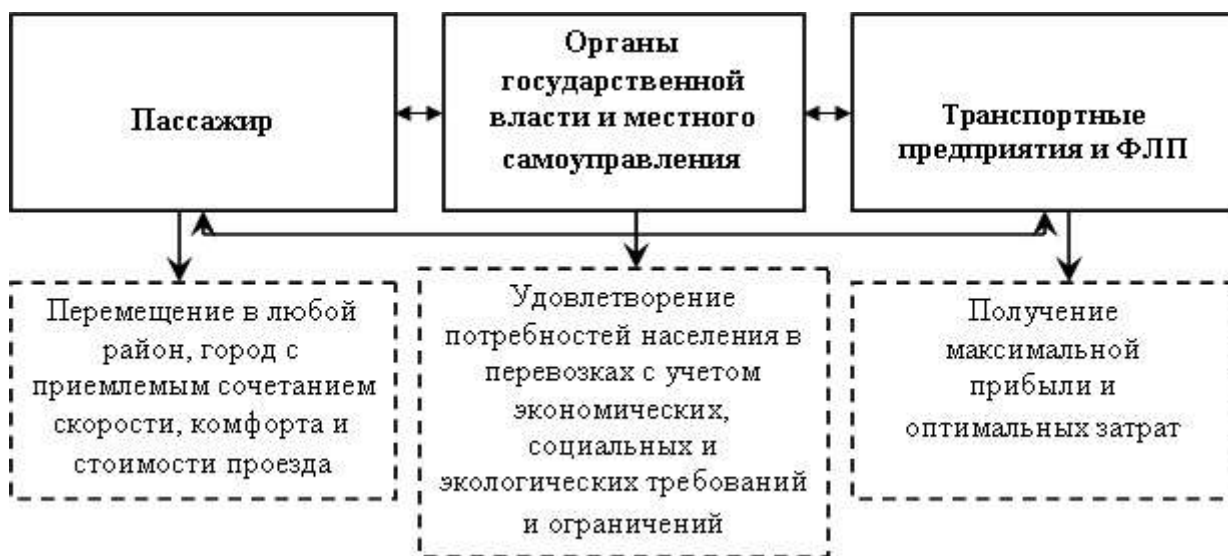 Пассажир
Органы
государственной
власти и местного
самоуправления
Транспортные
предприятия и ФЛП
Перемещение в любой
район, город с
приемлемым сочетанием
скорости, комфорта и
стоимости проезда
Удовлетворение
потребностей населения в
перевозках с учетом
экономических,
социальных и
экологических требований
и ограничений
Получение
максимальной
прибыли и
оптимальных затрат